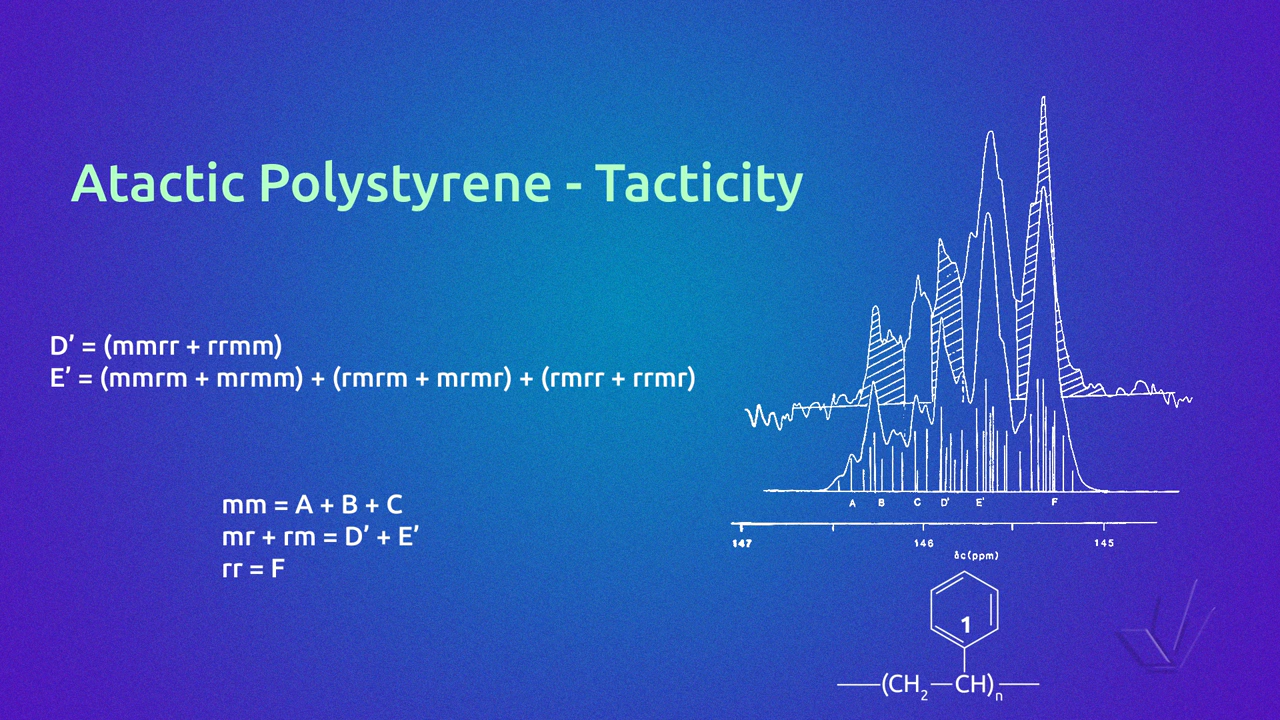 Atactic Polystyrene - Tacticity
D’ = (mmrr + rrmm)
E’ = (mmrm + mrmm) + (rmrm + mrmr) + (rmrr + rrmr)
mm = A + B + C
mr + rm = D’ + E’
rr = F
A B C D' E' F
147 146 145
δc(ppm)
1
(CH2—CH)n